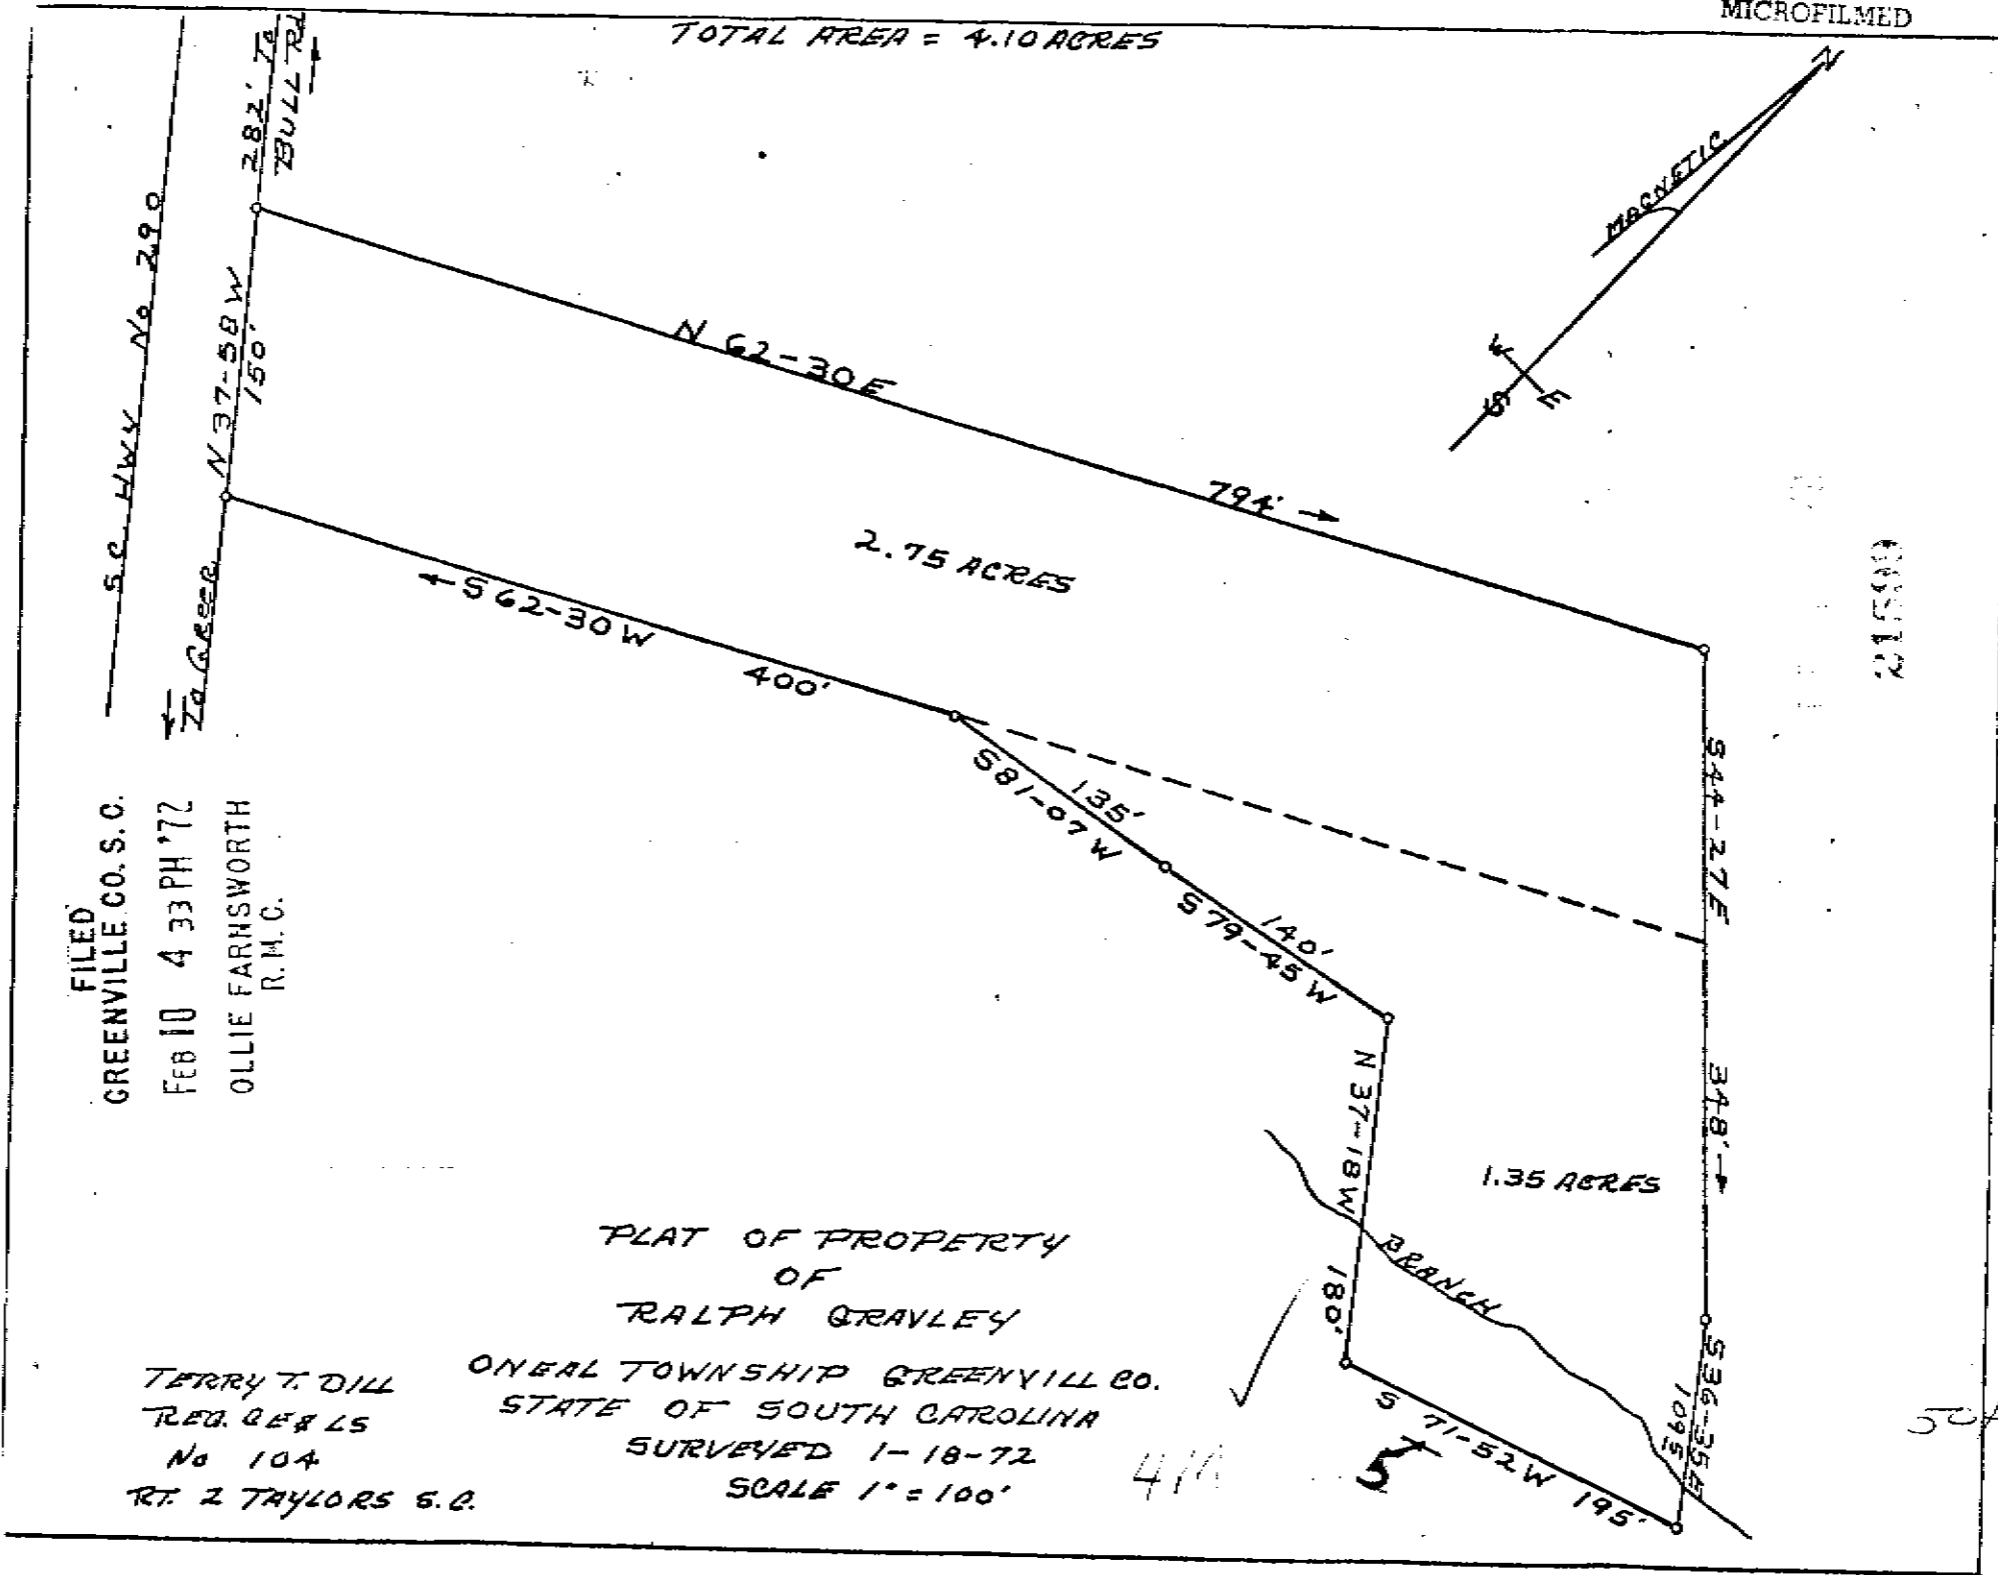 MICROFILMED
TOTAL AREA = 4.10 ACRES
282' To
BULL Rd
S.C. HWY No 290
N 37-58 W
150'
To Greer
N 62-30 E
794'
MAGNETIC
N
W
S
E
2.75 ACRES
S 62-30 W
400'
S 81-07 W
135'
S 79-45 W
140'
S 44-27 E
348'
N 37-18 W
180'
1.35 ACRES
BRANCH
S 36-35 E
109'
S 71-52 W 195'
5
FILED
GREENVILLE CO. S. C.
FEB 10 4 33 PH '72
OLLIE FARNSWORTH
R.M.C.
PLAT OF PROPERTY
OF
RALPH GRAVLEY
ONEAL TOWNSHIP GREENVILL CO.
STATE OF SOUTH CAROLINA
SURVEYED 1-18-72
SCALE 1" = 100'
TERRY T. DILL
REG. CE & LS
No 104
RT. 2 TAYLORS S.C.